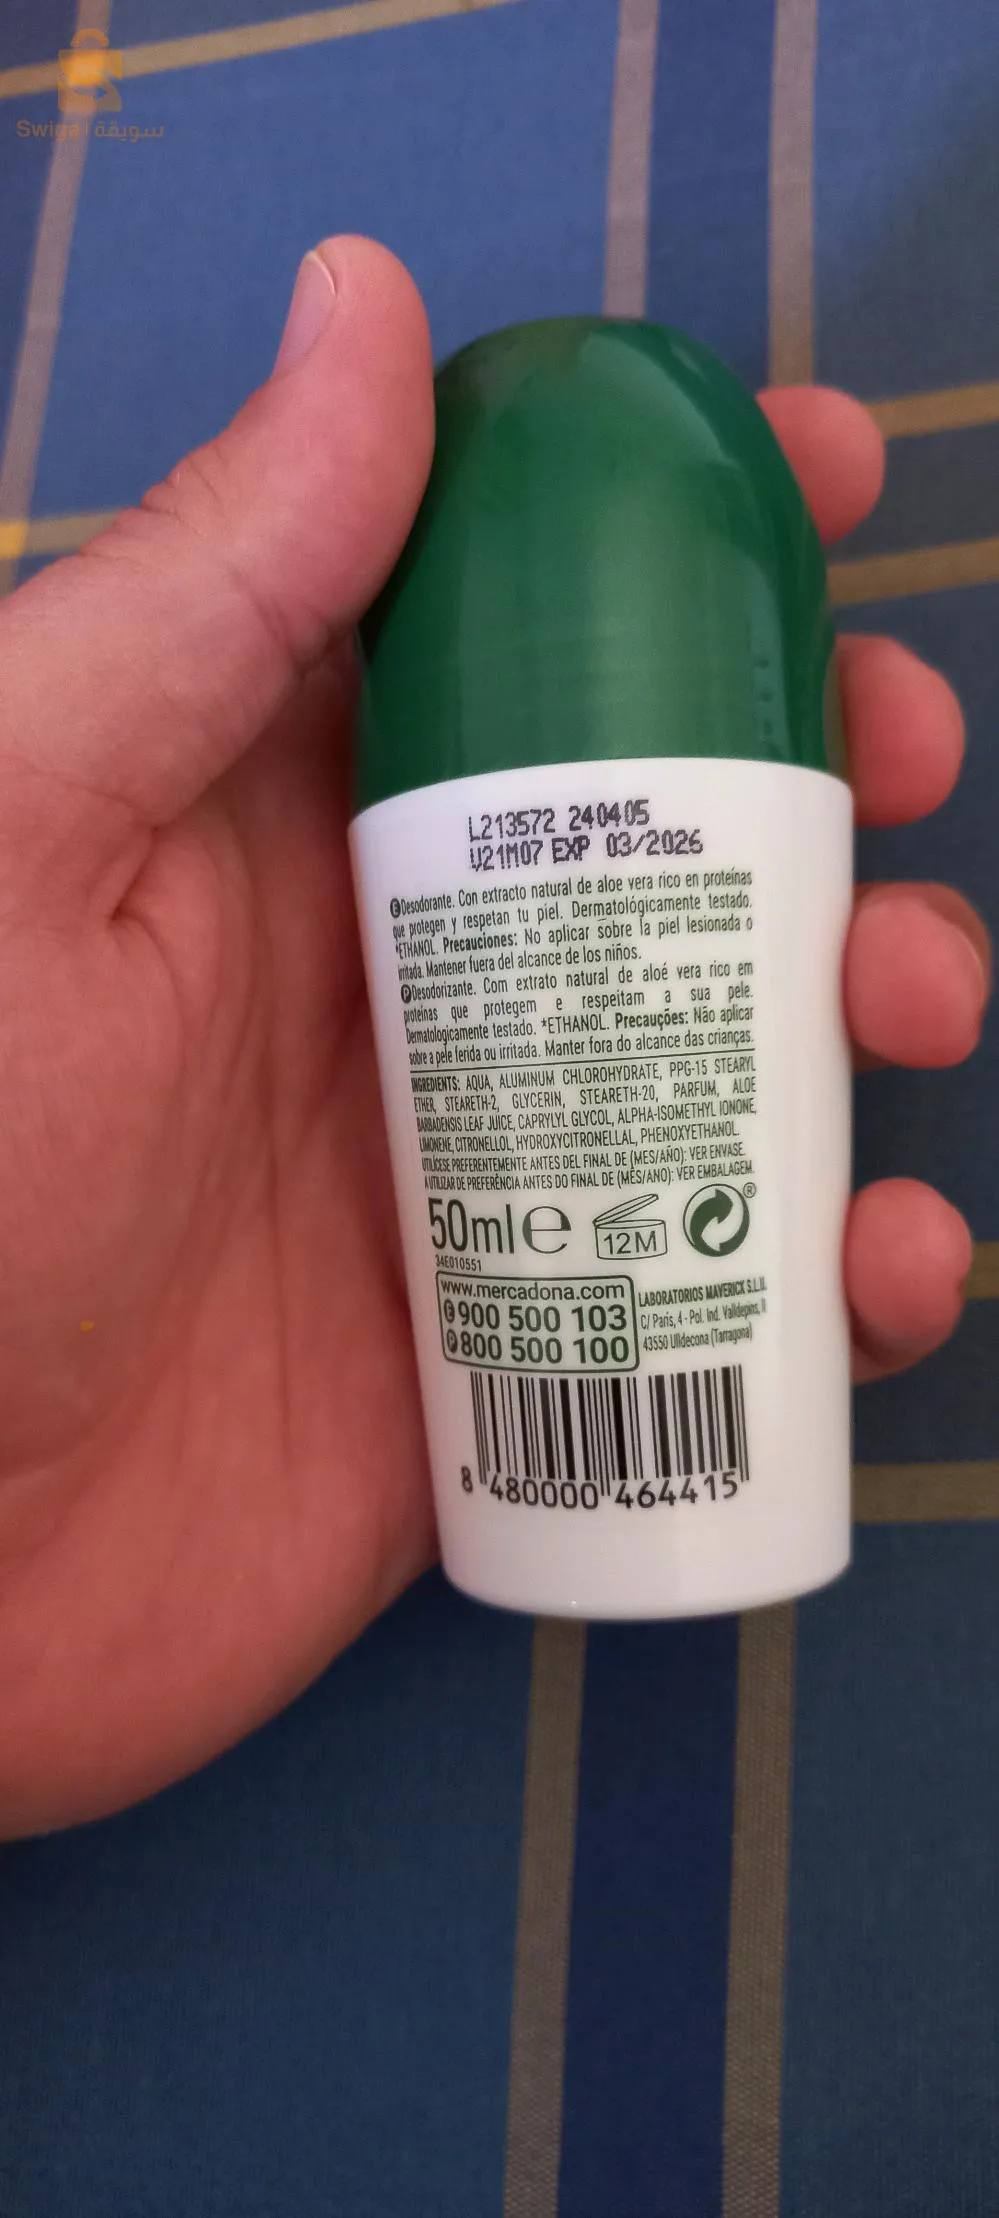 Swiqa | سويقة
L213572 240405
V21M07 EXP 03/2026
E Desodorante. Con extracto natural de aloe vera rico en proteínas
que protegen y respetan tu piel. Dermatológicamente testado.
*ETHANOL. Precauciones: No aplicar sobre la piel lesionada o
irritada. Mantener fuera del alcance de los niños.
P Desodorizante. Com extrato natural de aloé vera rico em
proteínas que protegem e respeitam a sua pele.
Dermatologicamente testado. *ETHANOL. Precauções: Não aplicar
sobre a pele ferida ou irritada. Manter fora do alcance das crianças.
INGREDIENTS: AQUA, ALUMINUM CHLOROHYDRATE, PPG-15 STEARYL
ETHER, STEARETH-2, GLYCERIN, STEARETH-20, PARFUM, ALOE
BARBADENSIS LEAF JUICE, CAPRYLYL GLYCOL, ALPHA-ISOMETHYL IONONE,
LIMONENE, CITRONELLOL, HYDROXYCITRONELLAL, PHENOXYETHANOL.
UTILÍCESE PREFERENTEMENTE ANTES DEL FINAL DE (MES/AÑO): VER ENVASE.
A UTILIZAR DE PREFERÊNCIA ANTES DO FINAL DE (MÊS/ANO): VER EMBALAGEM.
50ml e 12M ®
34E010551
www.mercadona.com
E 900 500 103
P 800 500 100
LABORATORIOS MAVERICK S.L.U.
C/ París, 4 - Pol. Ind. Valldepins, II
43550 Ulldecona (Tarragona)
8 480000 464415